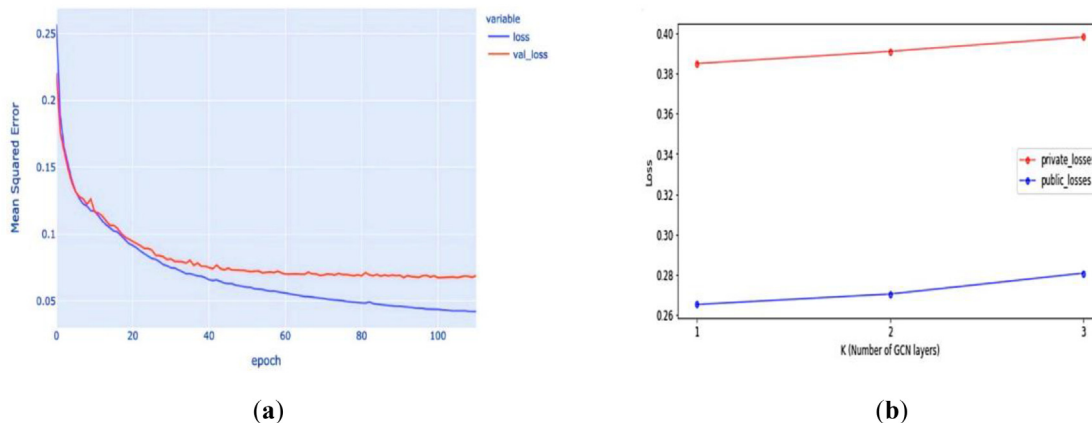 variable
loss
val_loss
0.25
0.2
0.15
0.1
0.05
Mean Squared Error
0
20
40
60
80
100
epoch
(a)
0.40
0.38
0.36
0.34
0.32
0.30
0.28
0.26
Loss
private_losses
public_losses
1
2
3
K (Number of GCN layers)
(b)